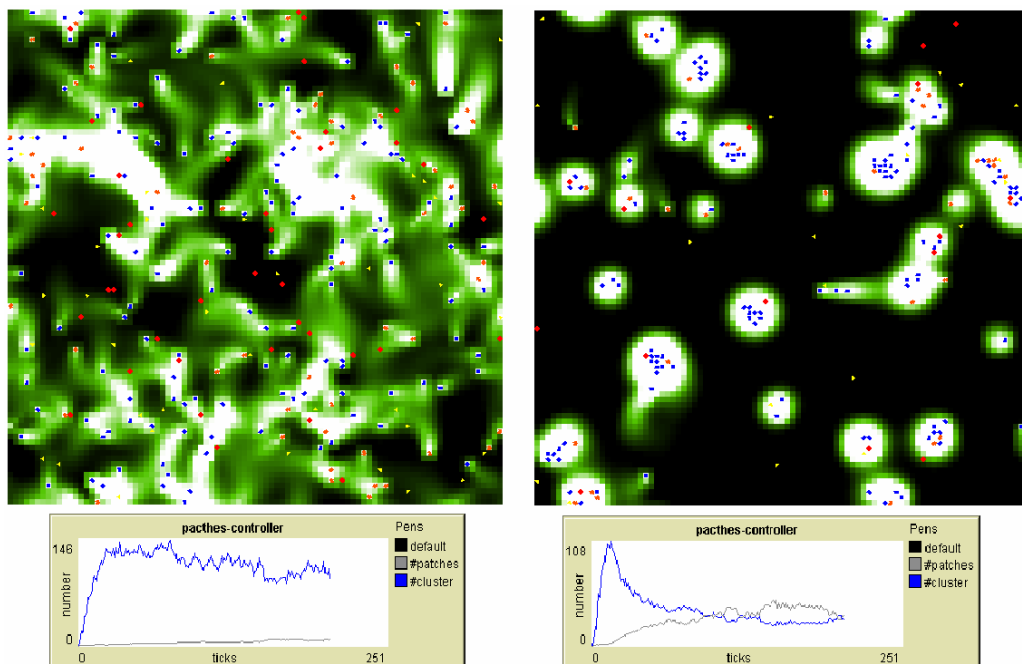 pacthes-controller
Pens
146
default
#patches
#cluster
number
0
0
ticks
251
pacthes-controller
Pens
108
default
#patches
#cluster
number
0
0
ticks
251